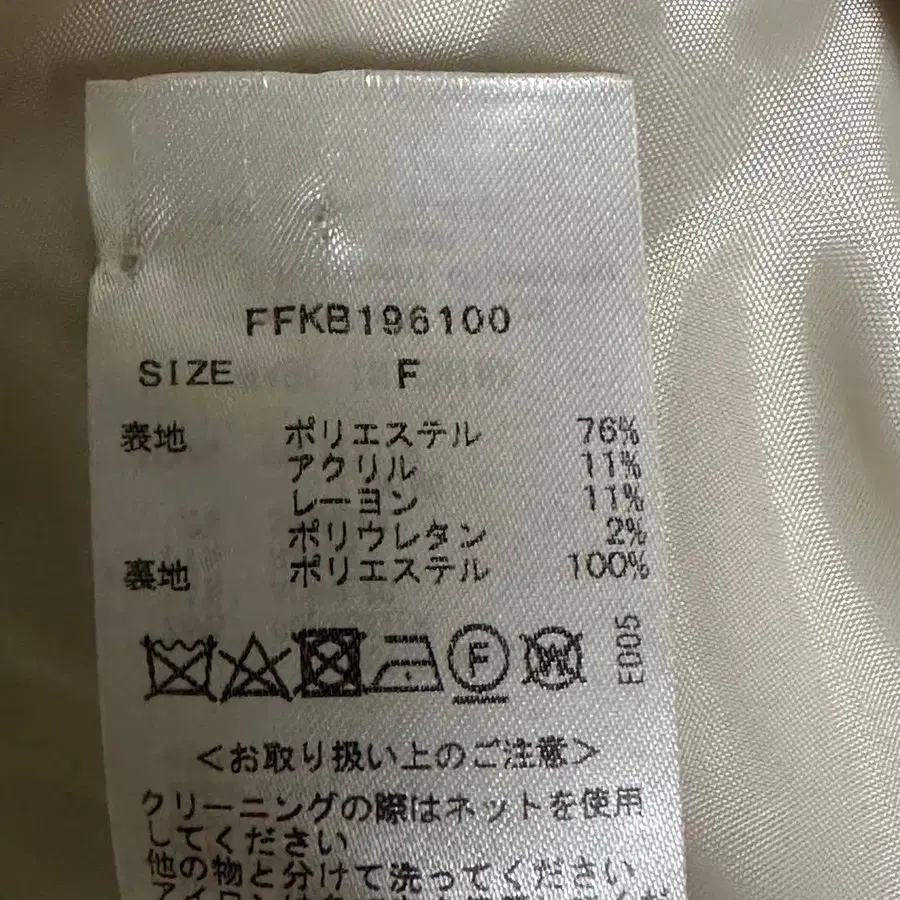 FFKB196100
SIZE F
表地 ポリエステル 76%
アクリル 11%
レーヨン 11%
ポリウレタン 2%
裏地 ポリエステル 100%
F
W
E005
<お取り扱い上のご注意>
クリーニングの際はネットを使用
してください
他の物と分けて洗ってください